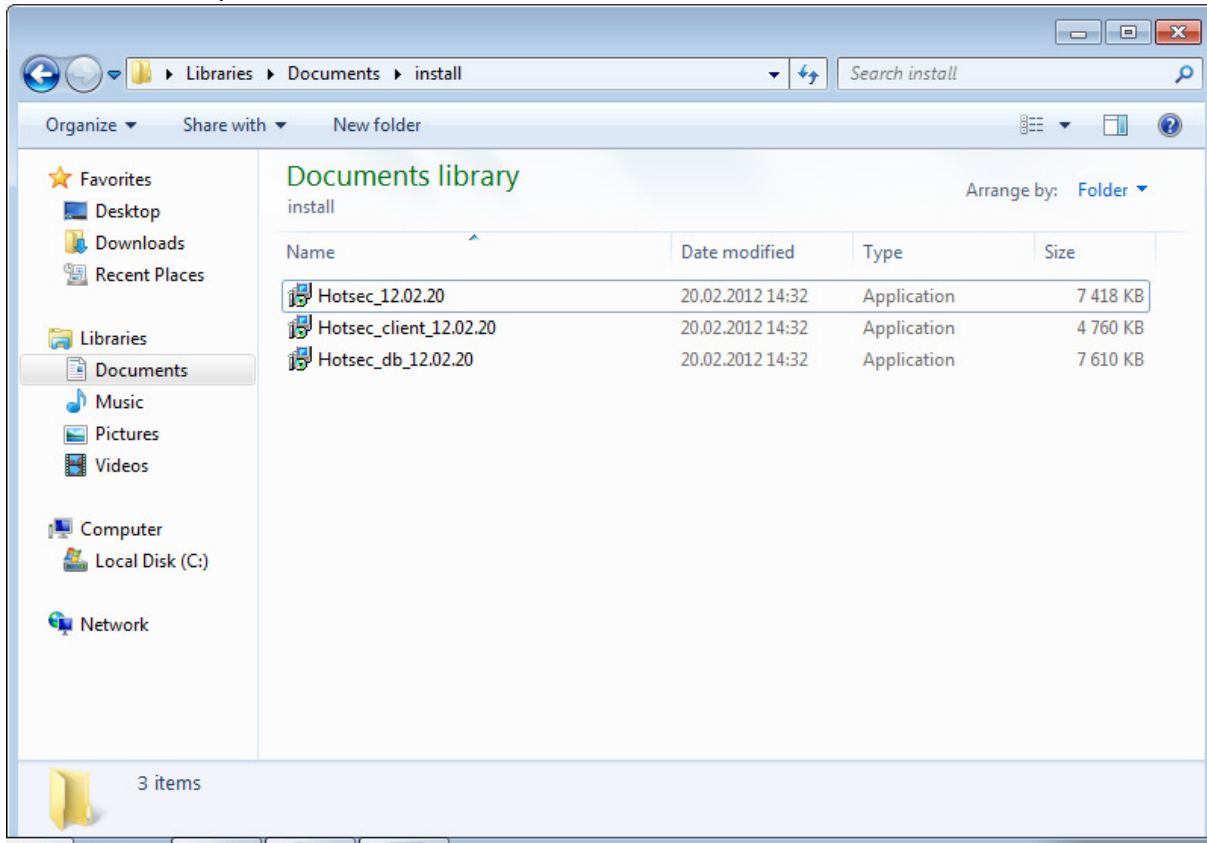 Libraries Documents install Search install
Organize Share with New folder
Favorites
Desktop
Downloads
Recent Places
Libraries
Documents
Music
Pictures
Videos
Computer
Local Disk (C:)
Network
Documents library
install
Arrange by: Folder
Name Date modified Type Size
Hotsec_12.02.20 20.02.2012 14:32 Application 7 418 KB
Hotsec_client_12.02.20 20.02.2012 14:32 Application 4 760 KB
Hotsec_db_12.02.20 20.02.2012 14:32 Application 7 610 KB
3 items